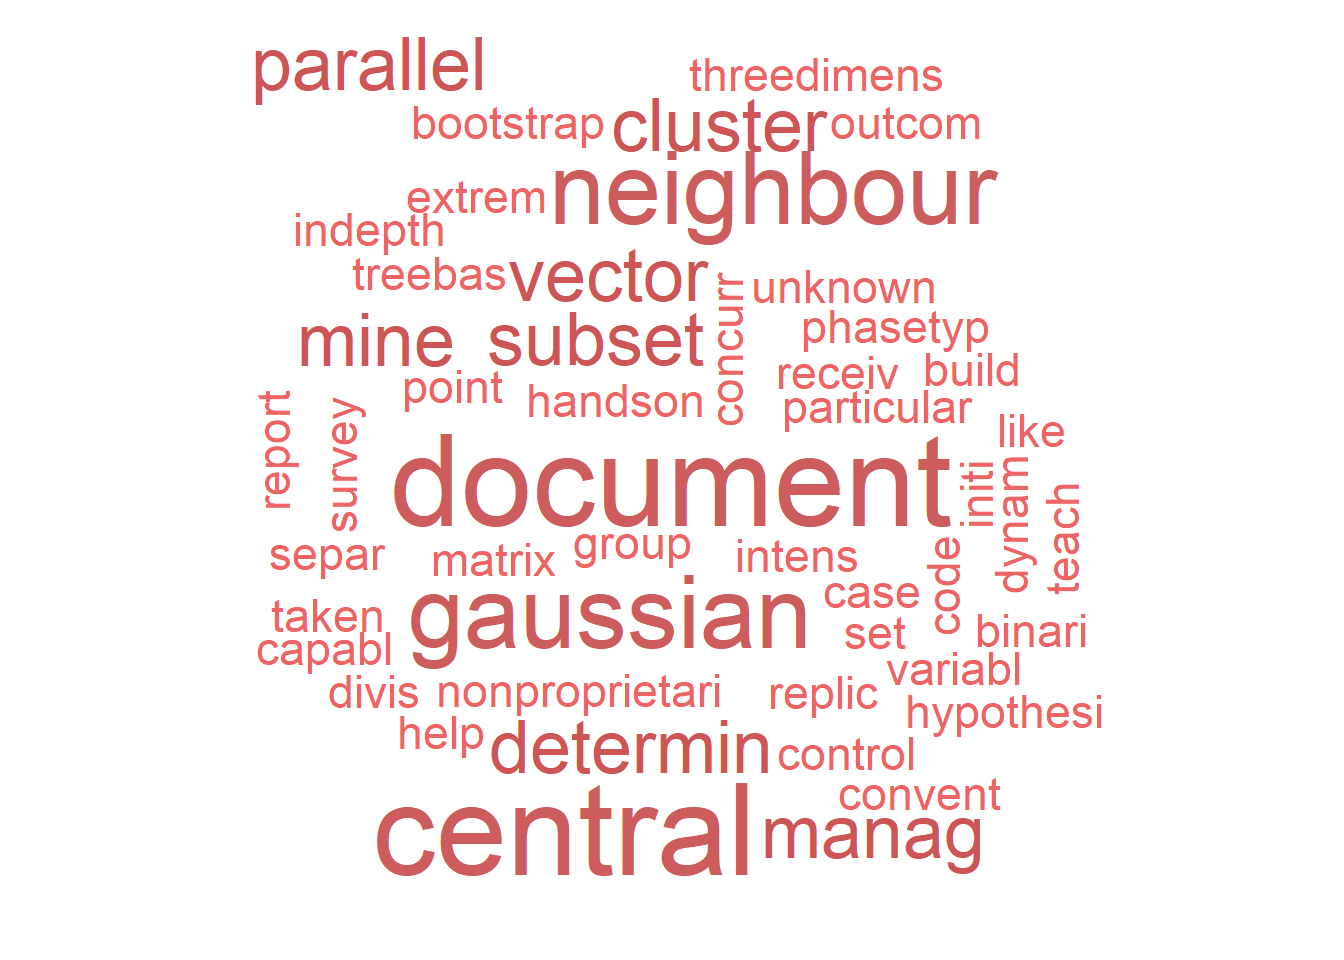 parallel
threedimens
bootstrap cluster outcom
extrem neighbour
indepth
treebas vector concurr unknown
mine subset phasetyp
point handson receiv build
particular
report survey like
document initi dynam teach
separ matrix group intens
taken gaussian case code
capabl set binari
divis nonproprietari replic variabl
help hypothesi
determin control
central convent
manag